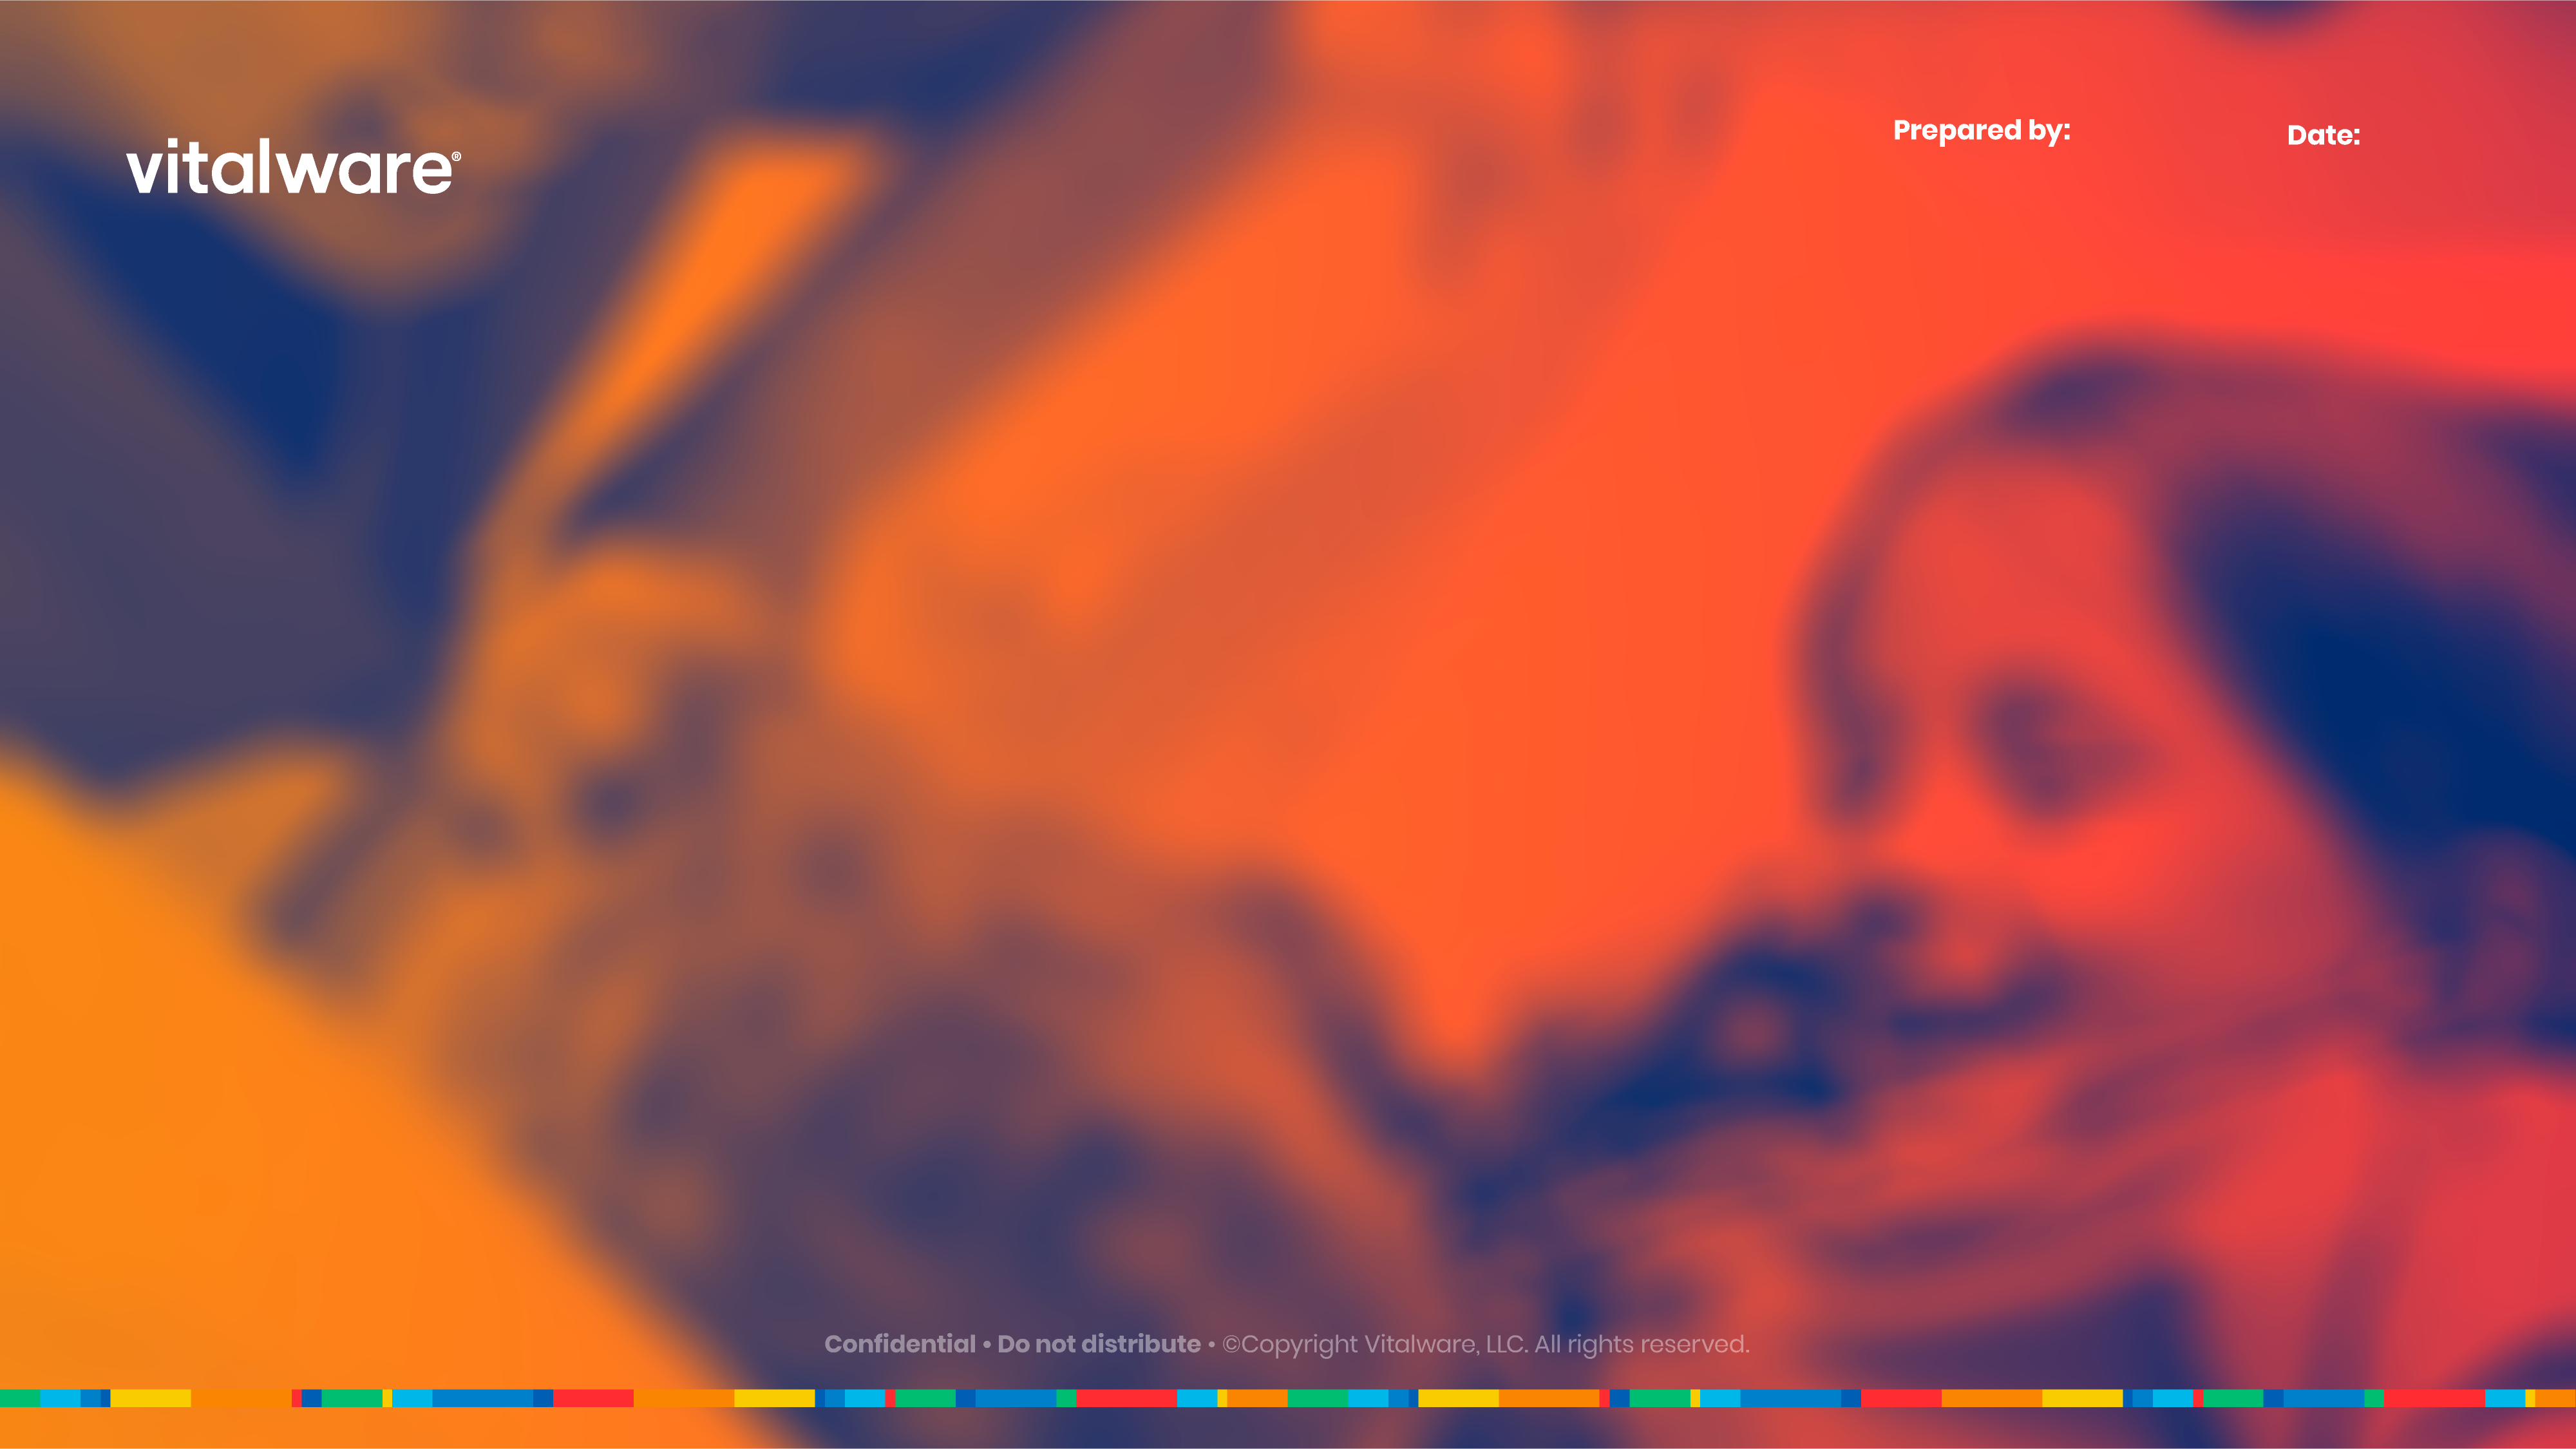 vitalware®
Prepared by:
Date:
Confidential • Do not distribute • ©Copyright Vitalware, LLC. All rights reserved.